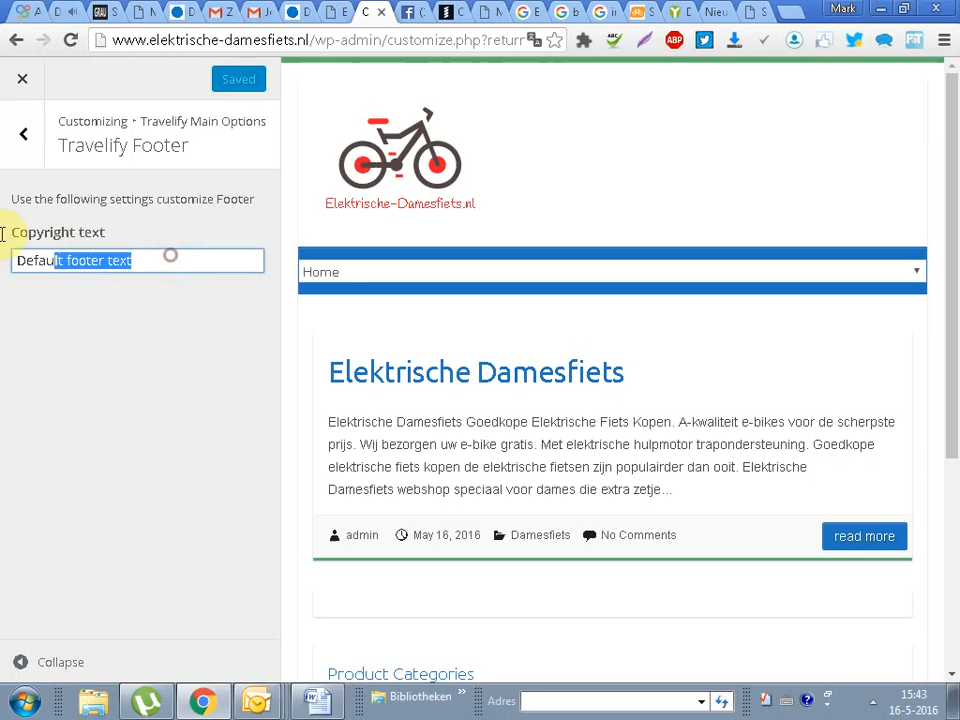 A
S
D
E
Z
J
D
E
C
(
C
N
E
b
i
S
D
Nieu
S
Mark
www.elektrische-damesfiets.nl/wp-admin/customize.php?returr
ABP
Saved
Customizing ‣ Travelify Main Options
Travelify Footer
Use the following settings customize Footer
Copyright text
Default footer text
Collapse
Elektrische-Damesfiets.nl
Home
Elektrische Damesfiets
Elektrische Damesfiets Goedkope Elektrische Fiets Kopen. A-kwaliteit e-bikes voor de scherpste
prijs. Wij bezorgen uw e-bike gratis. Met elektrische hulpmotor trapondersteuning. Goedkope
elektrische fiets kopen de elektrische fietsen zijn populairder dan ooit. Elektrische
Damesfiets webshop speciaal voor dames die extra zetje...
admin May 16, 2016 Damesfiets No Comments
read more
Product Categories
Bibliotheken » Adres
15:43
16-5-2016